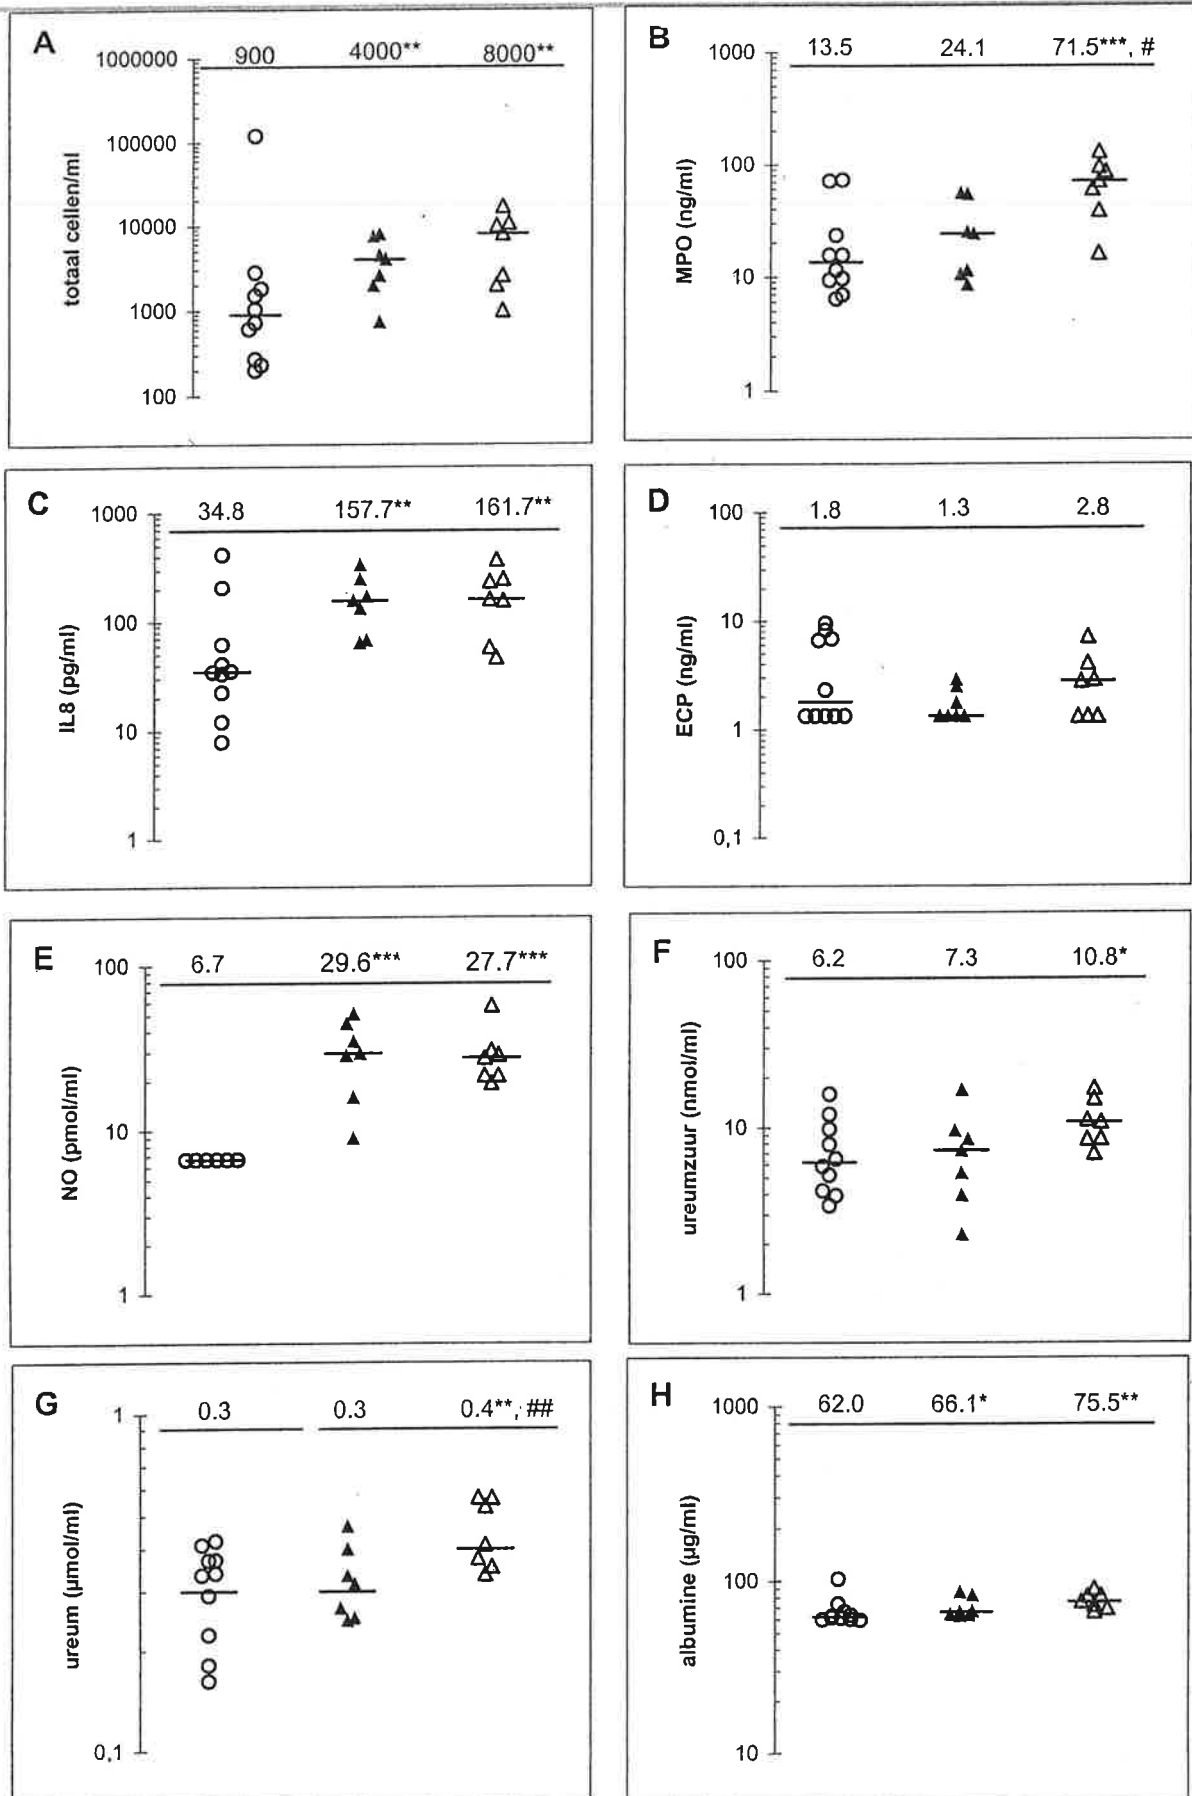 A
900 4000** 8000**
1000000
100000
10000
1000
100
totaal cellen/ml
B
13.5 24.1 71.5***, #
1000
100
10
1
MPO (ng/ml)
C
34.8 157.7** 161.7**
1000
100
10
1
IL8 (pg/ml)
D
1.8 1.3 2.8
100
10
1
0,1
ECP (ng/ml)
E
6.7 29.6*** 27.7***
100
10
1
NO (pmol/ml)
F
6.2 7.3 10.8*
100
10
1
ureumzuur (nmol/ml)
G
0.3 0.3 0.4**, ##
1
0,1
ureum (µmol/ml)
H
62.0 66.1* 75.5**
1000
100
10
albumine (µg/ml)